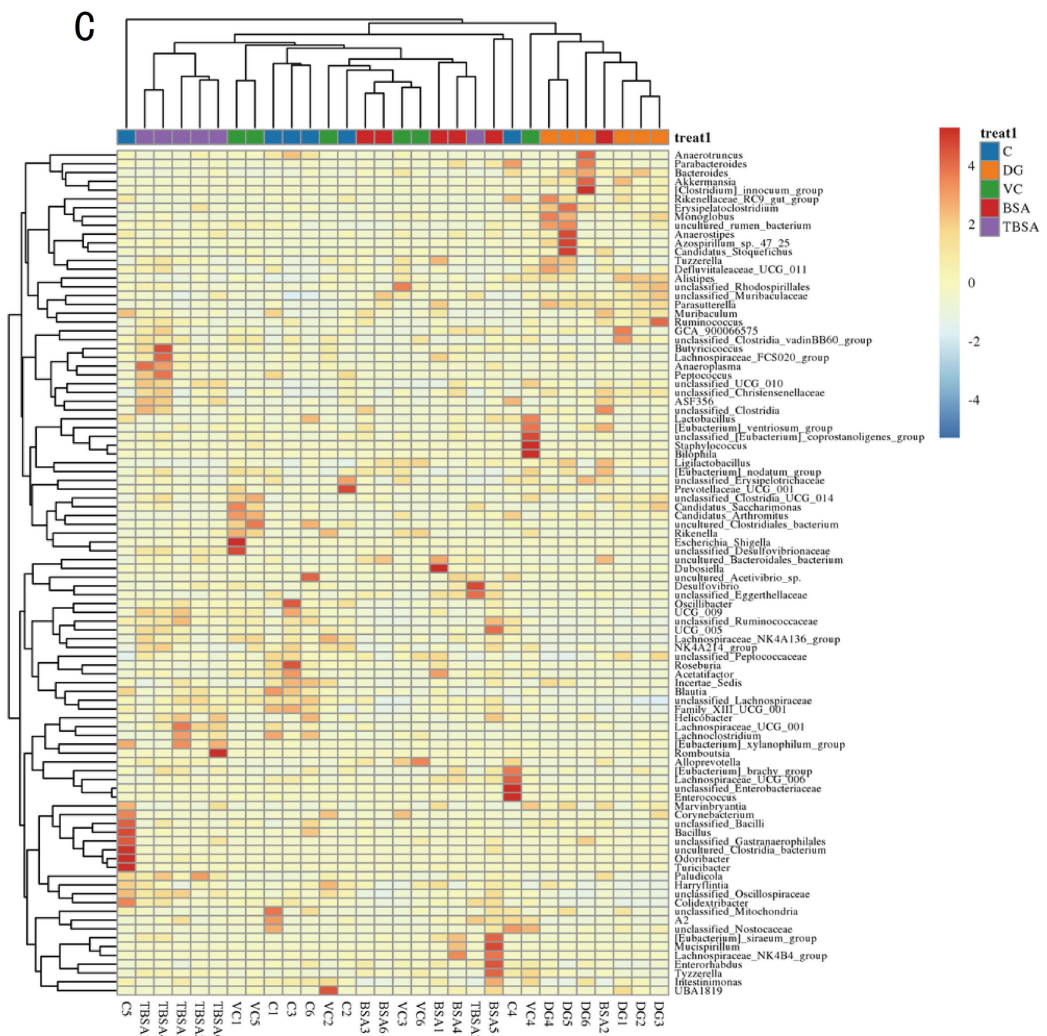 C
treat1
treat1
C
DG
VC
BSA
TBSA
4
2
0
-2
-4
Anaerotruncus
Parabacteroides
Bacteroides
Akkermansia
[Clostridium]_innocuum_group
Rikenellaceae_RC9_gut_group
Erysipelatoclostridium
Monoglobus
uncultured_rumen_bacterium
Anaerostipes
Azospirillum_sp._47_25
Candidatus_Stoquefichus
Tuzzerella
Defluviitaleaceae_UCG_011
Alistipes
unclassified_Rhodospirillales
unclassified_Muribaculaceae
Parasutterella
Muribaculum
Ruminococcus
GCA_900066575
unclassified_Clostridia_vadinBB60_group
Butyricicoccus
Lachnospiraceae_FCS020_group
Anaeroplasma
Peptococcus
unclassified_UCG_010
unclassified_Christensenellaceae
ASF356
unclassified_Clostridia
Lactobacillus
[Eubacterium]_ventriosum_group
unclassified_[Eubacterium]_coprostanoligenes_group
Staphylococcus
Bilophila
Ligilactobacillus
[Eubacterium]_nodatum_group
unclassified_Erysipelotrichaceae
Prevotellaceae_UCG_001
unclassified_Clostridia_UCG_014
Candidatus_Saccharimonas
Candidatus_Arthromitus
uncultured_Clostridiales_bacterium
Rikenella
Escherichia_Shigella
unclassified_Desulfovibrionaceae
uncultured_Bacteroidales_bacterium
Dubosiella
uncultured_Acetivibrio_sp.
Desulfovibrio
unclassified_Eggerthellaceae
Oscillibacter
UCG_009
unclassified_Ruminococcaceae
UCG_005
Lachnospiraceae_NK4A136_group
NK4A214_group
unclassified_Peptococcaceae
Roseburia
Acetatifactor
Incertae_Sedis
Blautia
unclassified_Lachnospiraceae
Family_XIII_UCG_001
Helicobacter
Lachnospiraceae_UCG_001
Lachnoclostridium
[Eubacterium]_xylanophilum_group
Romboutsia
Alloprevotella
[Eubacterium]_brachy_group
Lachnospiraceae_UCG_006
unclassified_Enterobacteriaceae
Enterococcus
Marvinbryantia
Corynebacterium
unclassified_Bacilli
Bacillus
unclassified_Gastranaerophilales
uncultured_Clostridia_bacterium
Odoribacter
Turicibacter
Paludicola
Harryflintia
unclassified_Oscillospiraceae
Colidextribacter
unclassified_Mitochondria
A2
unclassified_Nostocaceae
[Eubacterium]_siraeum_group
Mucispirillum
Lachnospiraceae_NK4B4_group
Enterorhabdus
Tyzzerella
Intestinimonas
UBA1819
C5
TBSA
TBSA
TBSA
TBSA
TBSA
VC1
VC5
C1
C3
C6
VC2
C2
BSA3
BSA6
VC3
VC6
BSA1
BSA4
TBSA
BSA5
C4
VC4
DG4
DG5
DG6
BSA2
DG1
DG2
DG3